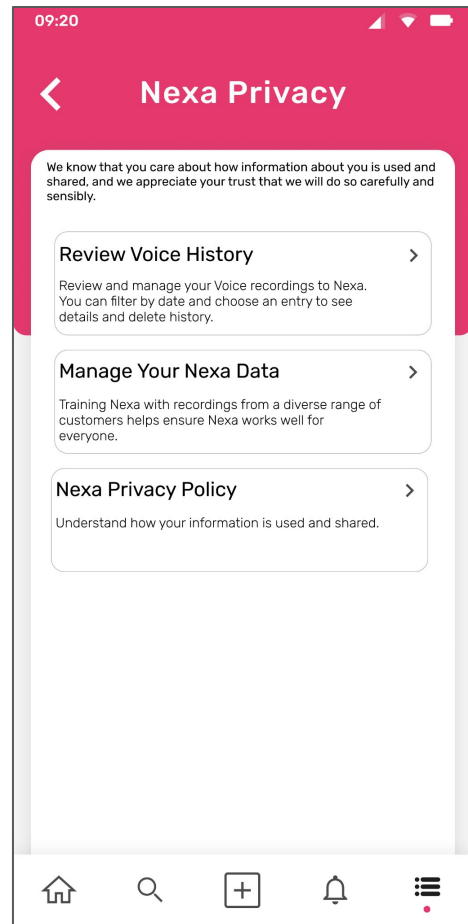 09:20
Nexa Privacy
We know that you care about how information about you is used and
shared, and we appreciate your trust that we will do so carefully and
sensibly.
Review Voice History
Review and manage your Voice recordings to Nexa.
You can filter by date and choose an entry to see
details and delete history.
Manage Your Nexa Data
Training Nexa with recordings from a diverse range of
customers helps ensure Nexa works well for
everyone.
Nexa Privacy Policy
Understand how your information is used and shared.